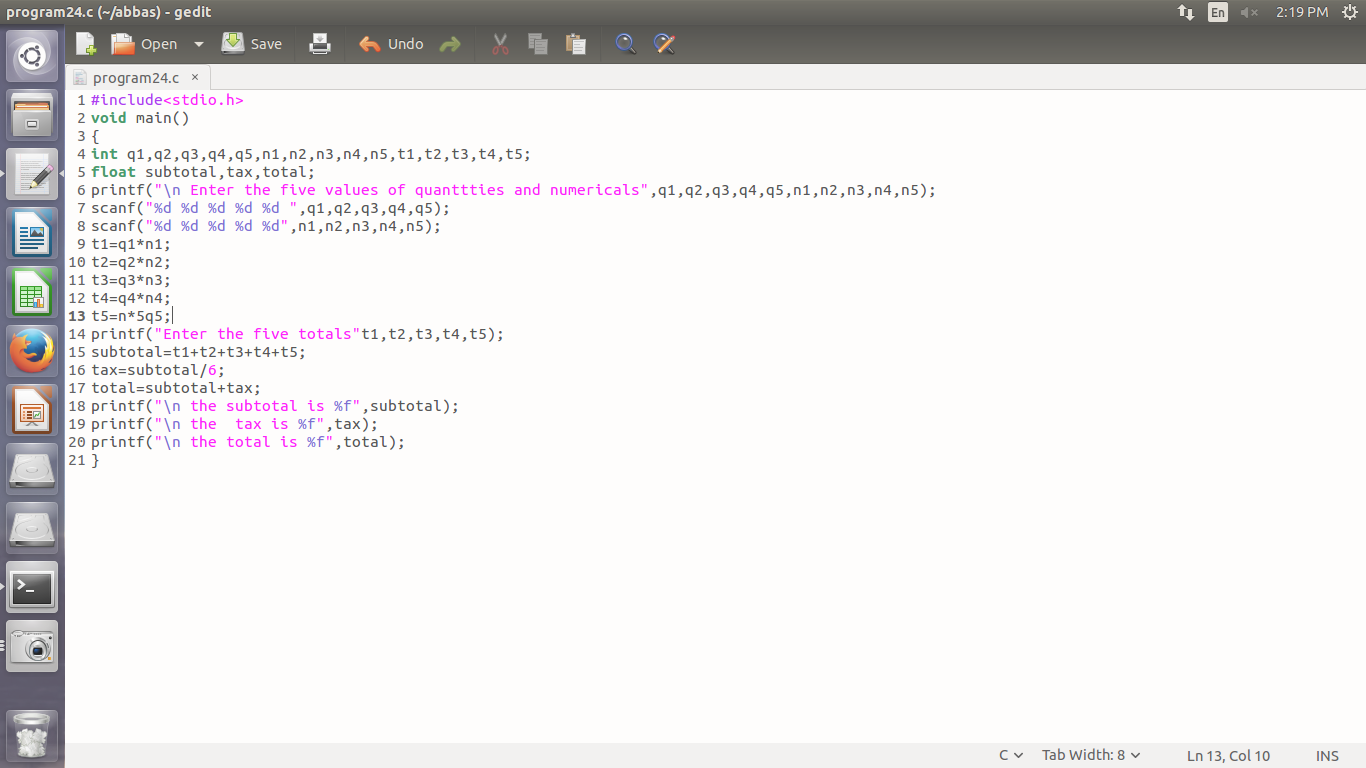 program24.c (~/abbas) - gedit
En
2:19 PM
Open
Save
Undo
program24.c ×
1 #include<stdio.h>
2 void main()
3 {
4 int q1,q2,q3,q4,q5,n1,n2,n3,n4,n5,t1,t2,t3,t4,t5;
5 float subtotal,tax,total;
6 printf("\n Enter the five values of quanttties and numericals",q1,q2,q3,q4,q5,n1,n2,n3,n4,n5);
7 scanf("%d %d %d %d %d ",q1,q2,q3,q4,q5);
8 scanf("%d %d %d %d %d",n1,n2,n3,n4,n5);
9 t1=q1*n1;
10 t2=q2*n2;
11 t3=q3*n3;
12 t4=q4*n4;
13 t5=n*5q5;
14 printf("Enter the five totals"t1,t2,t3,t4,t5);
15 subtotal=t1+t2+t3+t4+t5;
16 tax=subtotal/6;
17 total=subtotal+tax;
18 printf("\n the subtotal is %f",subtotal);
19 printf("\n the  tax is %f",tax);
20 printf("\n the total is %f",total);
21 }
C
Tab Width: 8
Ln 13, Col 10
INS